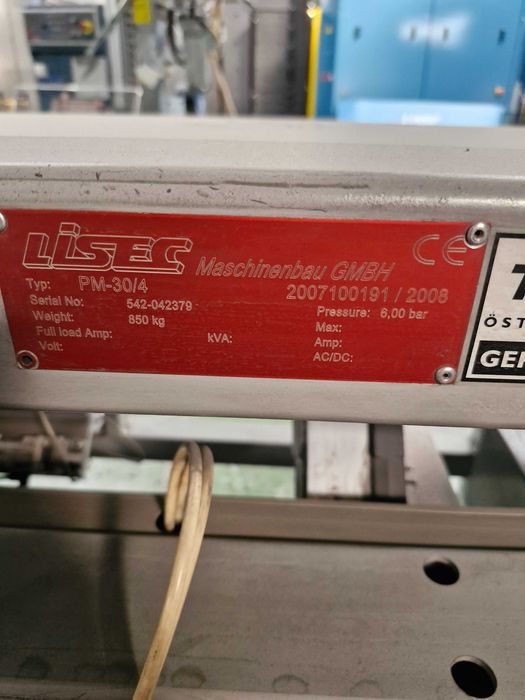 LiSEC Maschinenbau GMBH CE
Typ: PM-30/4 2007100191 / 2008
Serial No: 542-042379 Pressure: 6,00 bar
Weight: 850 kg Max:
Full load Amp: kVA: Amp:
Volt: AC/DC:
T
ÖST
GEP